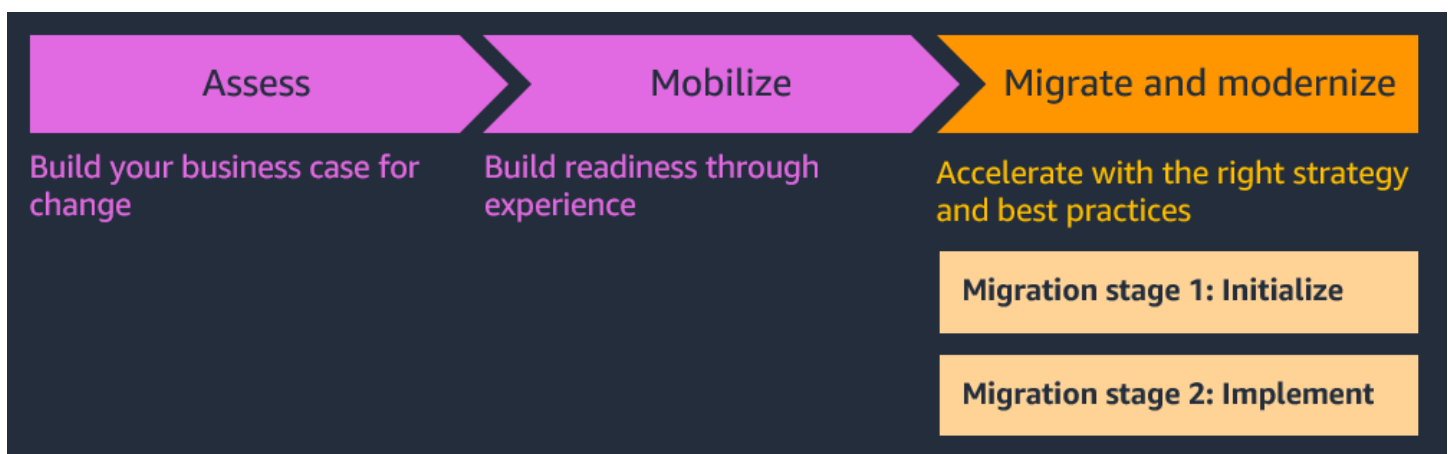 Assess
Mobilize
Migrate and modernize
Build your business case for
change
Build readiness through
experience
Accelerate with the right strategy
and best practices
Migration stage 1: Initialize
Migration stage 2: Implement